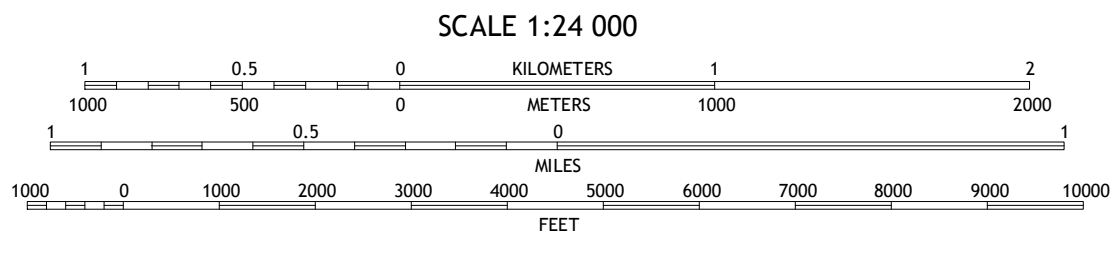 SCALE 1:24 000
1 0.5 0 KILOMETERS 1 2
1000 500 0 METERS 1000 2000
1 0.5 0 1
MILES
1000 0 1000 2000 3000 4000 5000 6000 7000 8000 9000 10000
FEET